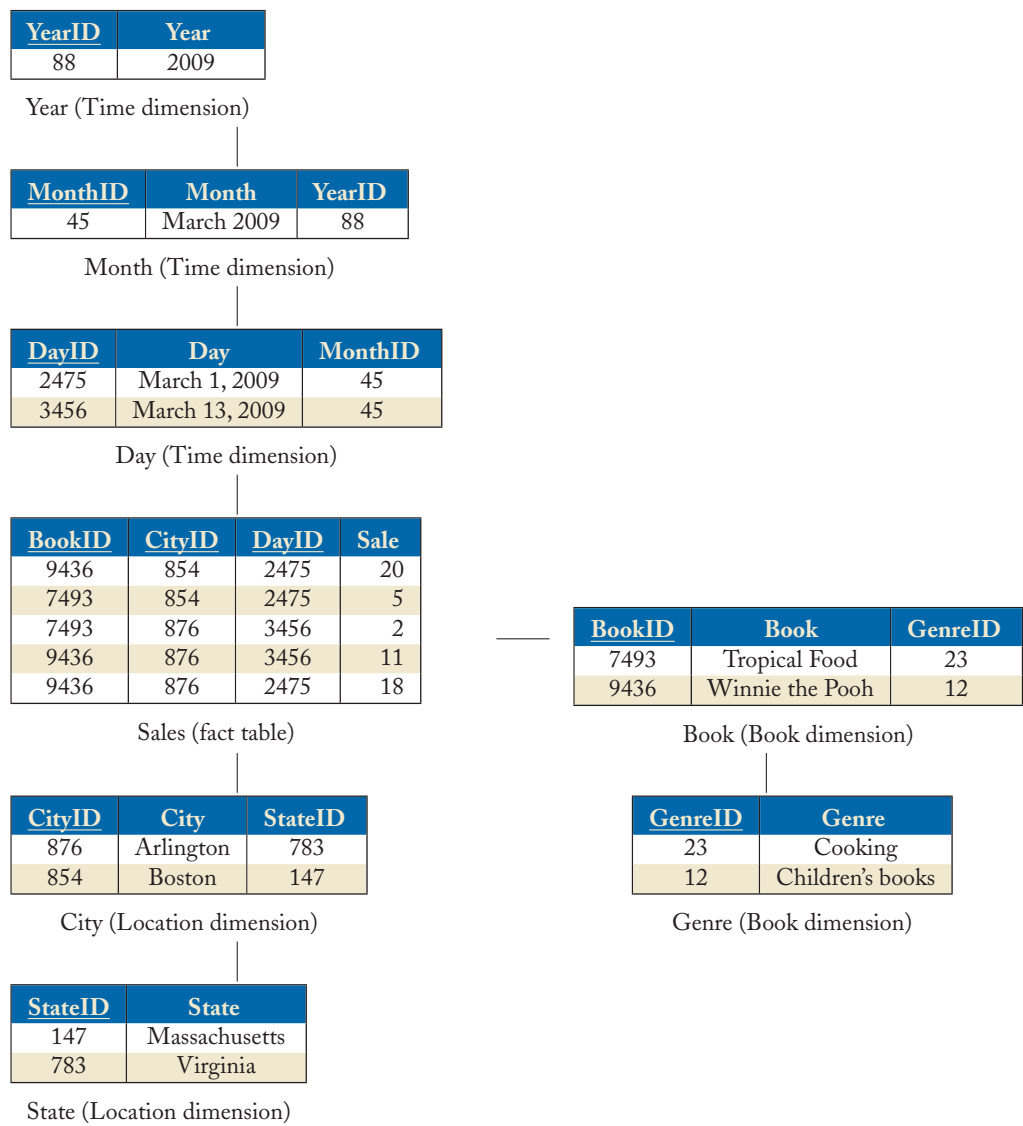 YearID Year
88 2009
Year (Time dimension)
MonthID Month YearID
45 March 2009 88
Month (Time dimension)
DayID Day MonthID
2475 March 1, 2009 45
3456 March 13, 2009 45
Day (Time dimension)
BookID CityID DayID Sale
9436 854 2475 20
7493 854 2475 5
7493 876 3456 2
9436 876 3456 11
9436 876 2475 18
Sales (fact table)
BookID Book GenreID
7493 Tropical Food 23
9436 Winnie the Pooh 12
Book (Book dimension)
CityID City StateID
876 Arlington 783
854 Boston 147
City (Location dimension)
GenreID Genre
23 Cooking
12 Children's books
Genre (Book dimension)
StateID State
147 Massachusetts
783 Virginia
State (Location dimension)